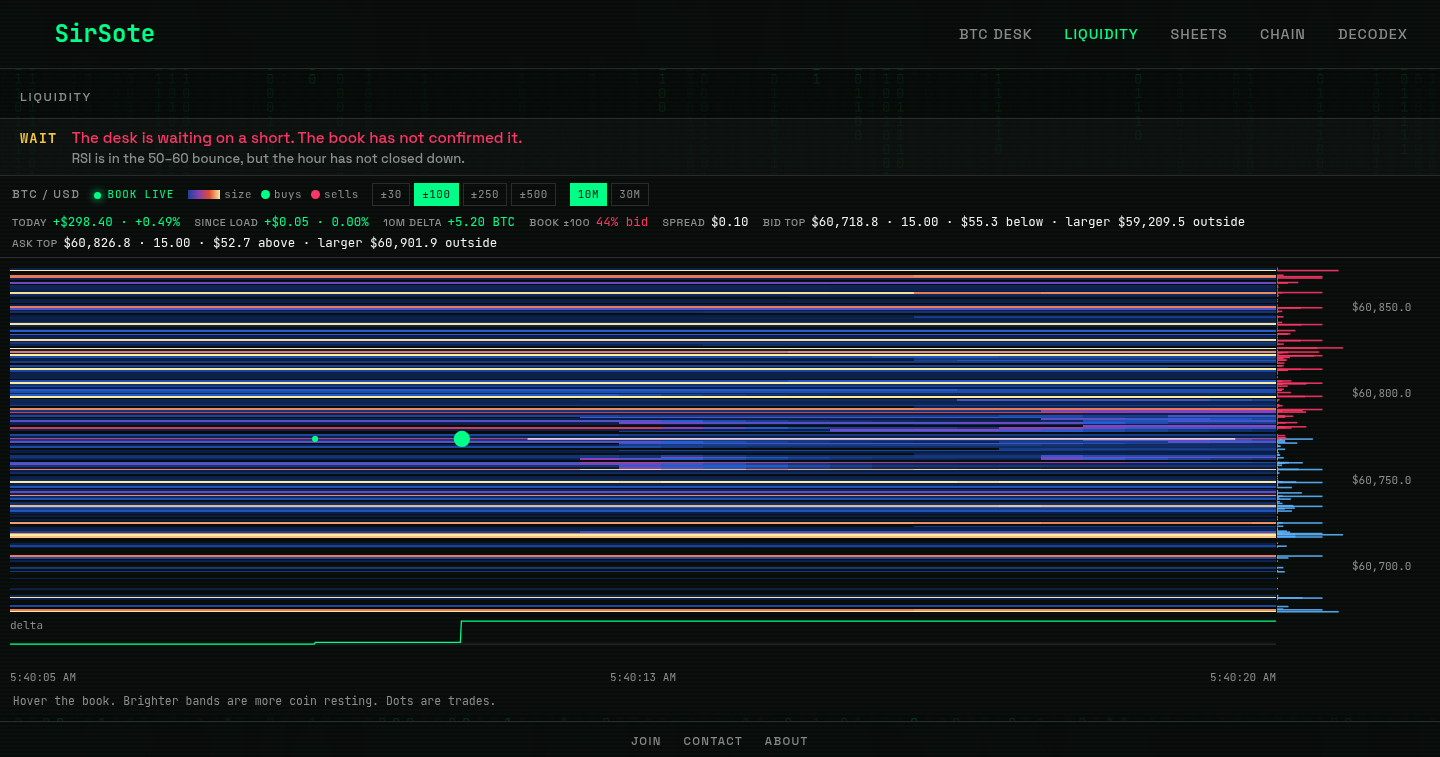 SirSote
BTC DESK LIQUIDITY SHEETS CHAIN DECODEX
LIQUIDITY
WAIT The desk is waiting on a short. The book has not confirmed it.
RSI is in the 50–60 bounce, but the hour has not closed down.
BTC / USD BOOK LIVE size buys sells ±30 ±100 ±250 ±500 10M 30M
TODAY +$298.40 · +0.49% SINCE LOAD +$0.05 · 0.00% 10M DELTA +5.20 BTC BOOK ±100 44% bid SPREAD $0.10 BID TOP $60,718.8 · 15.00 · $55.3 below · larger $59,209.5 outside
ASK TOP $60,826.8 · 15.00 · $52.7 above · larger $60,901.9 outside
$60,850.0
$60,800.0
$60,750.0
$60,700.0
delta
5:40:05 AM 5:40:13 AM 5:40:20 AM
Hover the book. Brighter bands are more coin resting. Dots are trades.
JOIN CONTACT ABOUT